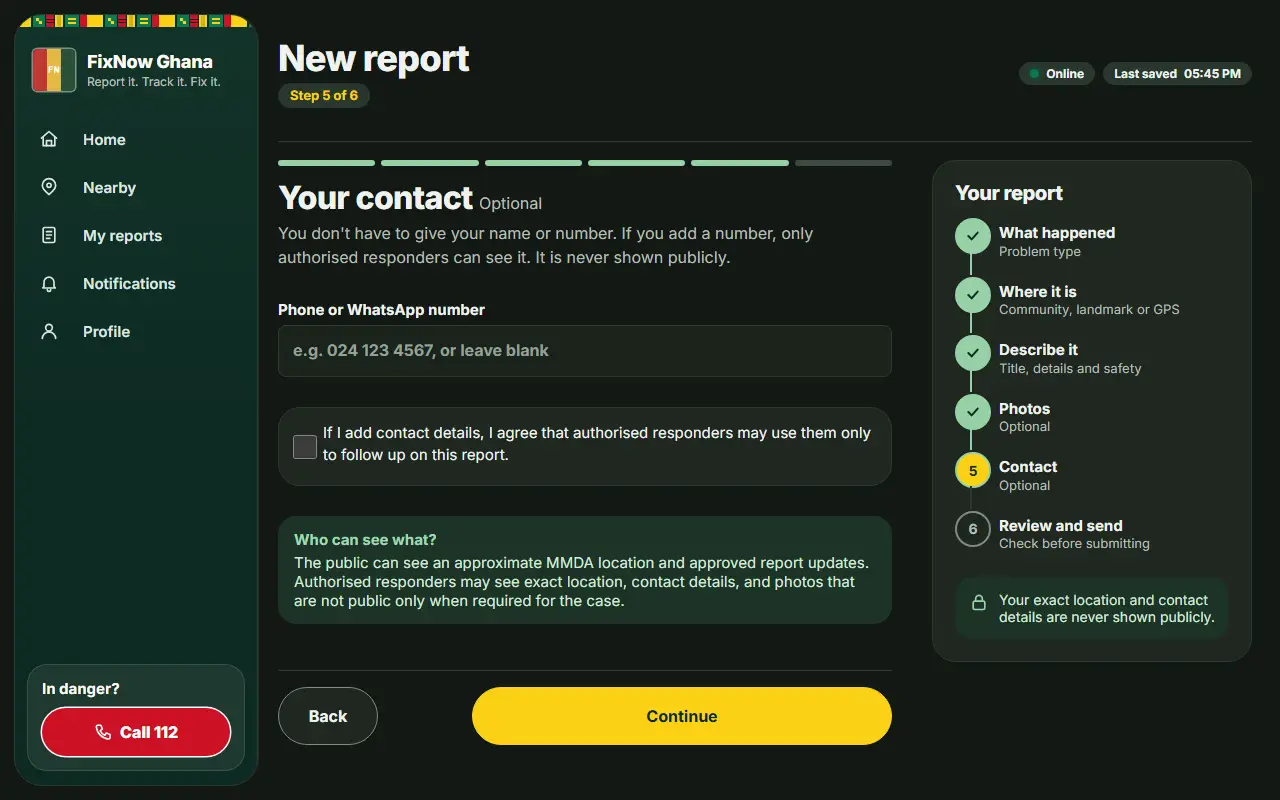 FN
FixNow Ghana
Report it. Track it. Fix it.
Home
Nearby
My reports
Notifications
Profile
In danger?
Call 112
New report
Step 5 of 6
Online
Last saved 05:45 PM
Your contact Optional
You don't have to give your name or number. If you add a number, only
authorised responders can see it. It is never shown publicly.
Phone or WhatsApp number
e.g. 024 123 4567, or leave blank
If I add contact details, I agree that authorised responders may use them only
to follow up on this report.
Who can see what?
The public can see an approximate MMDA location and approved report updates.
Authorised responders may see exact location, contact details, and photos that
are not public only when required for the case.
Back
Continue
Your report
What happened
Problem type
Where it is
Community, landmark or GPS
Describe it
Title, details and safety
Photos
Optional
5
Contact
Optional
6
Review and send
Check before submitting
Your exact location and contact
details are never shown publicly.